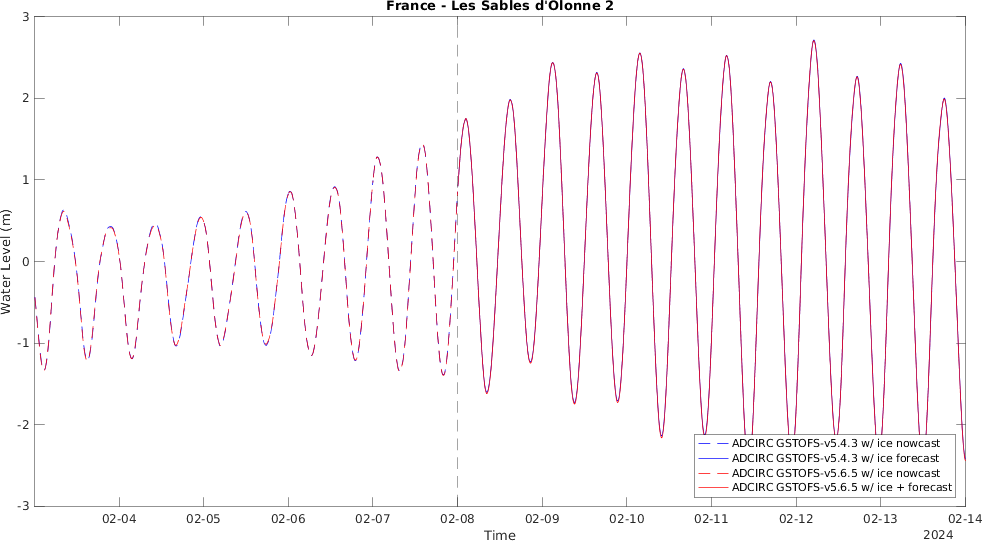 France - Les Sables d'Olonne 2
Water Level (m)
3
2
1
0
-1
-2
-3
ADCIRC GSTOFS-v5.4.3 w/ ice nowcast
ADCIRC GSTOFS-v5.4.3 w/ ice forecast
ADCIRC GSTOFS-v5.6.5 w/ ice nowcast
ADCIRC GSTOFS-v5.6.5 w/ ice + forecast
02-04 02-05 02-06 02-07 02-08 02-09 02-10 02-11 02-12 02-13 02-14
Time
2024